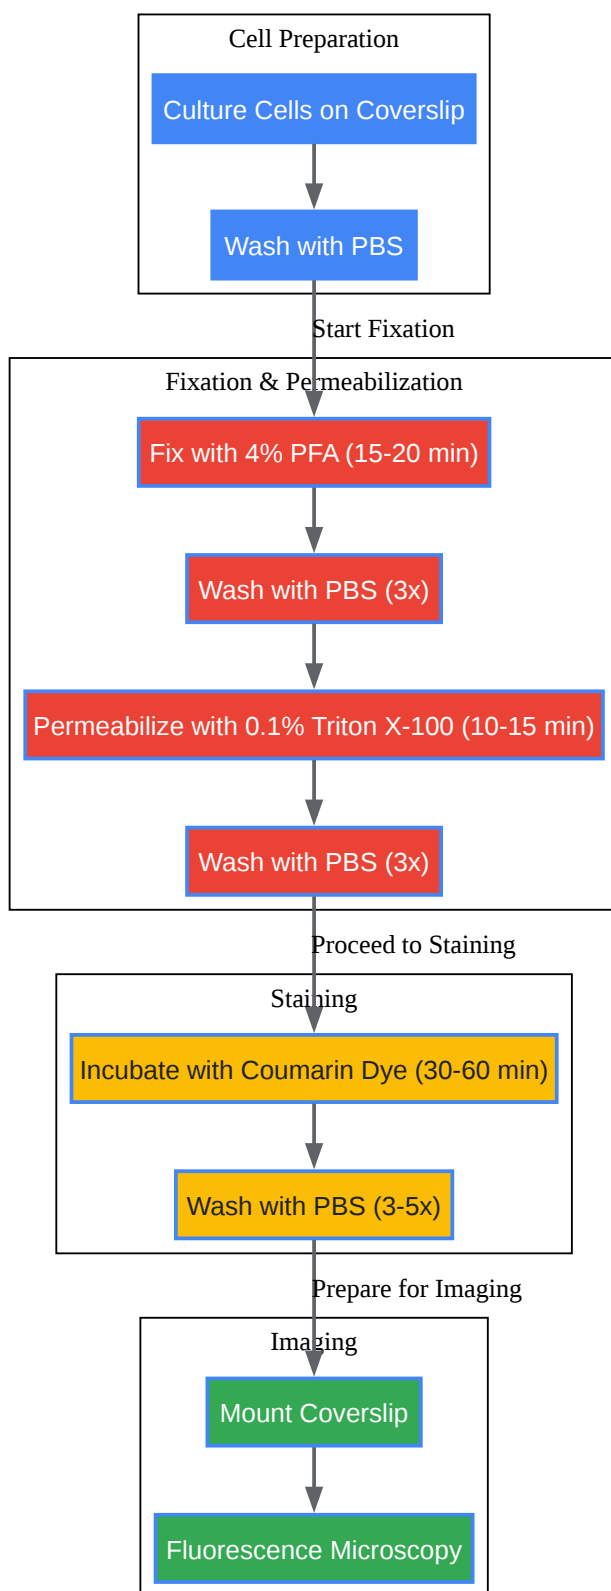 Cell Preparation
Culture Cells on Coverslip
Wash with PBS
Start Fixation
Fixation & Permeabilization
Fix with 4% PFA (15-20 min)
Wash with PBS (3x)
Permeabilize with 0.1% Triton X-100 (10-15 min)
Wash with PBS (3x)
Proceed to Staining
Staining
Incubate with Coumarin Dye (30-60 min)
Wash with PBS (3-5x)
Prepare for Imaging
Imaging
Mount Coverslip
Fluorescence Microscopy